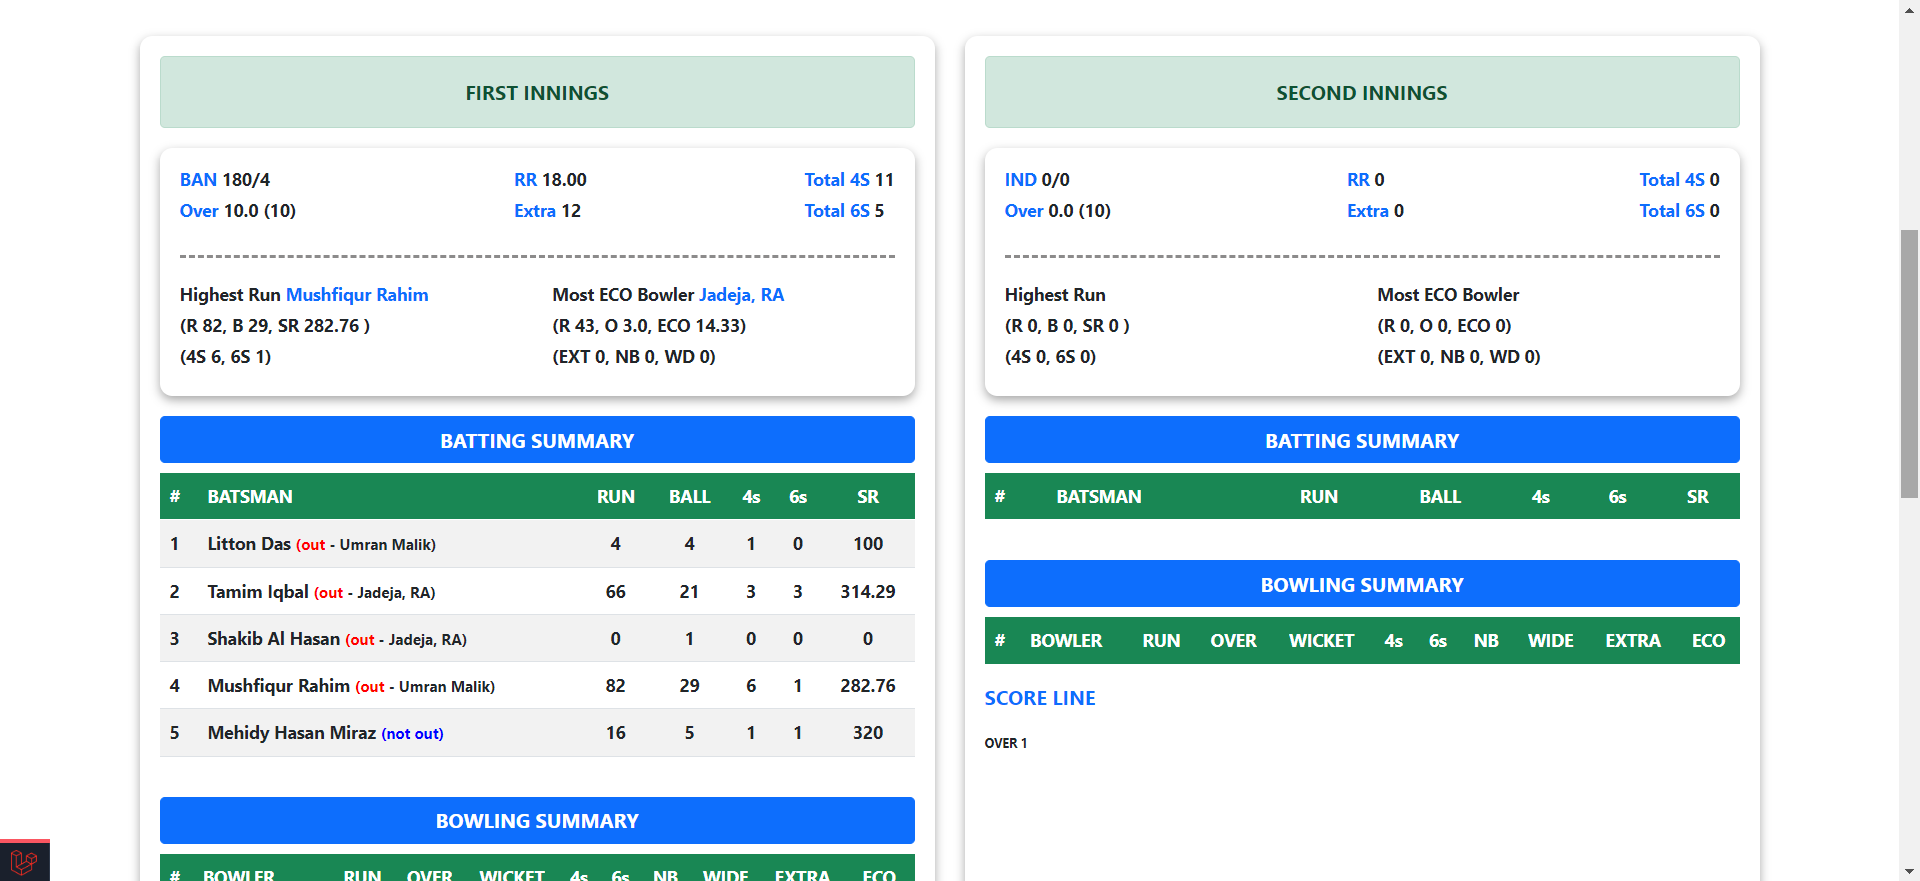 FIRST INNINGS
BAN 180/4 RR 18.00 Total 4S 11
Over 10.0 (10) Extra 12 Total 6S 5
Highest Run Mushfiqur Rahim Most ECO Bowler Jadeja, RA
(R 82, B 29, SR 282.76 ) (R 43, O 3.0, ECO 14.33)
(4S 6, 6S 1) (EXT 0, NB 0, WD 0)
BATTING SUMMARY
# BATSMAN RUN BALL 4s 6s SR
1 Litton Das (out - Umran Malik) 4 4 1 0 100
2 Tamim Iqbal (out - Jadeja, RA) 66 21 3 3 314.29
3 Shakib Al Hasan (out - Jadeja, RA) 0 1 0 0 0
4 Mushfiqur Rahim (out - Umran Malik) 82 29 6 1 282.76
5 Mehidy Hasan Miraz (not out) 16 5 1 1 320
BOWLING SUMMARY
# BOWLER RUN OVER WICKET 4s 6s NB WIDE EXTRA ECO
SECOND INNINGS
IND 0/0 RR 0 Total 4S 0
Over 0.0 (10) Extra 0 Total 6S 0
Highest Run Most ECO Bowler
(R 0, B 0, SR 0 ) (R 0, O 0, ECO 0)
(4S 0, 6S 0) (EXT 0, NB 0, WD 0)
BATTING SUMMARY
# BATSMAN RUN BALL 4s 6s SR
BOWLING SUMMARY
# BOWLER RUN OVER WICKET 4s 6s NB WIDE EXTRA ECO
SCORE LINE
OVER 1